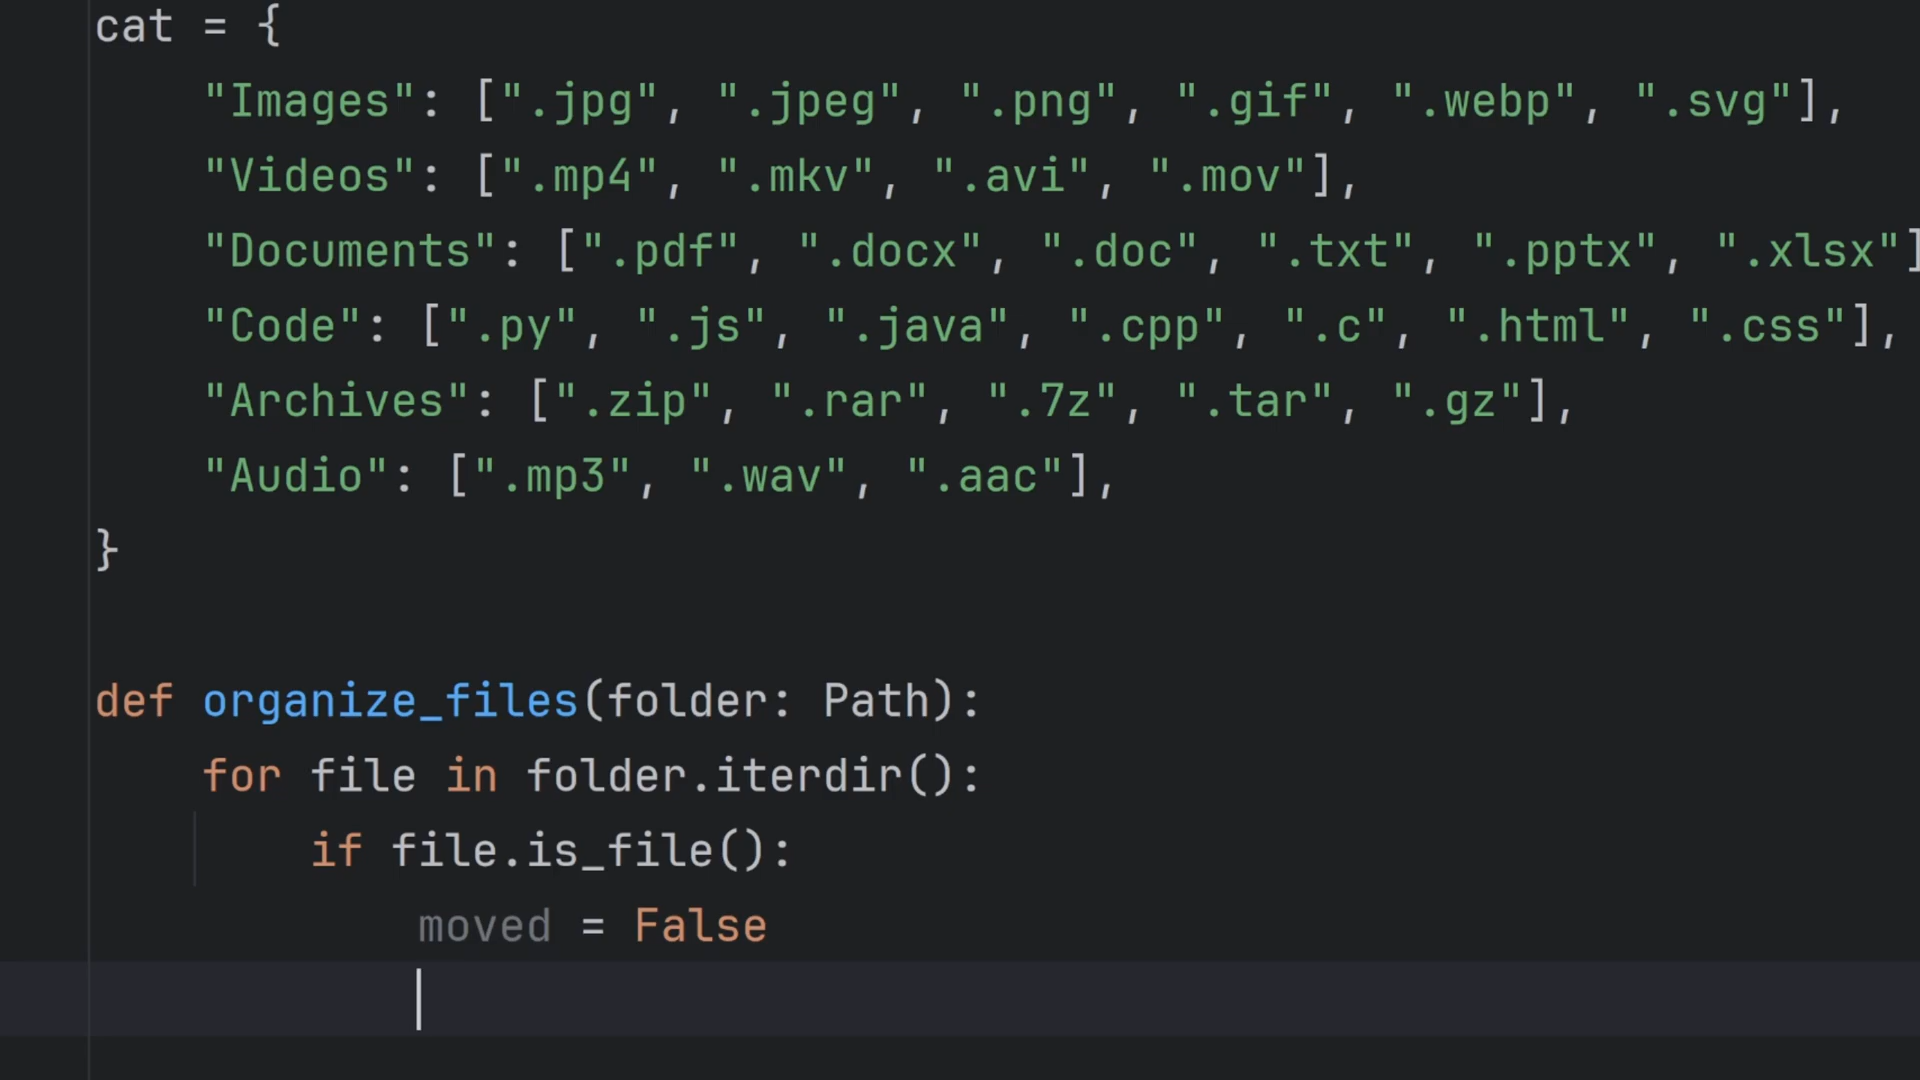 cat = {
"Images": [".jpg", ".jpeg", ".png", ".gif", ".webp", ".svg"],
"Videos": [".mp4", ".mkv", ".avi", ".mov"],
"Documents": [".pdf", ".docx", ".doc", ".txt", ".pptx", ".xlsx"]
"Code": [".py", ".js", ".java", ".cpp", ".c", ".html", ".css"],
"Archives": [".zip", ".rar", ".7z", ".tar", ".gz"],
"Audio": [".mp3", ".wav", ".aac"],
}
def organize_files(folder: Path):
for file in folder.iterdir():
if file.is_file():
moved = False